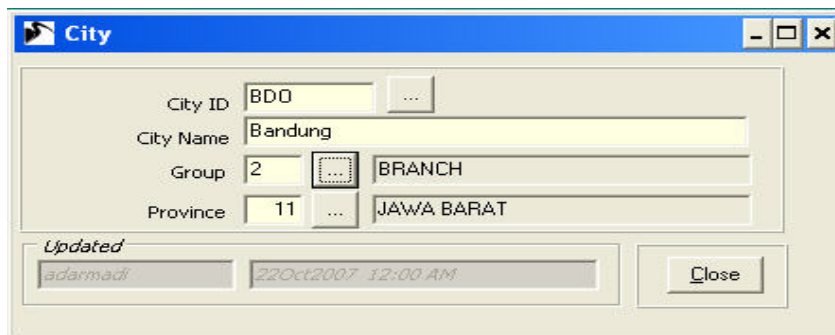 City
City ID BDO ...
City Name Bandung
Group 2 ... BRANCH
Province 11 ... JAWA BARAT
Updated
adarmadi 22Oct2007 12:00 AM
Close